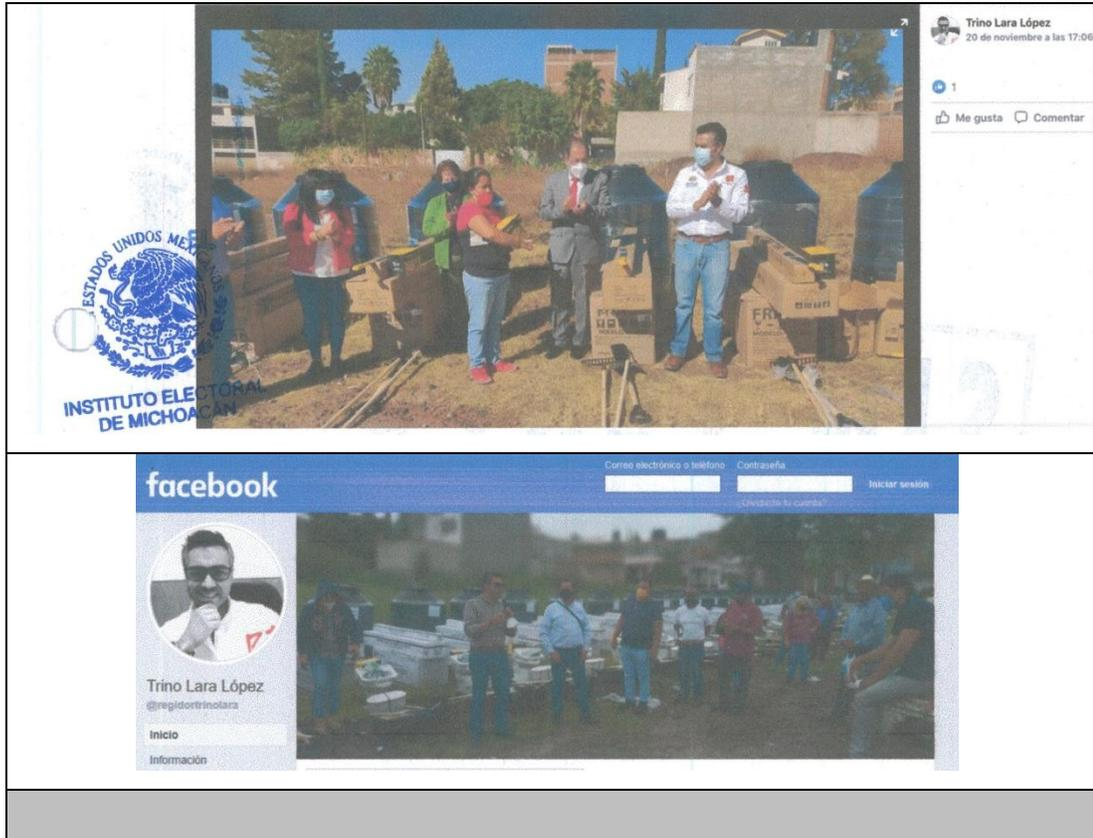 Trino Lara López
20 de noviembre a las 17:06
1
Me gusta Comentar
ESTADOS UNIDOS MEXICANOS
INSTITUTO ELECTORAL
DE MICHOACÁN
facebook
Correo electrónico o teléfono Contraseña
Iniciar sesión
¿Olvidaste tu cuenta?
Trino Lara López
@regidortrinolara
Inicio
Información